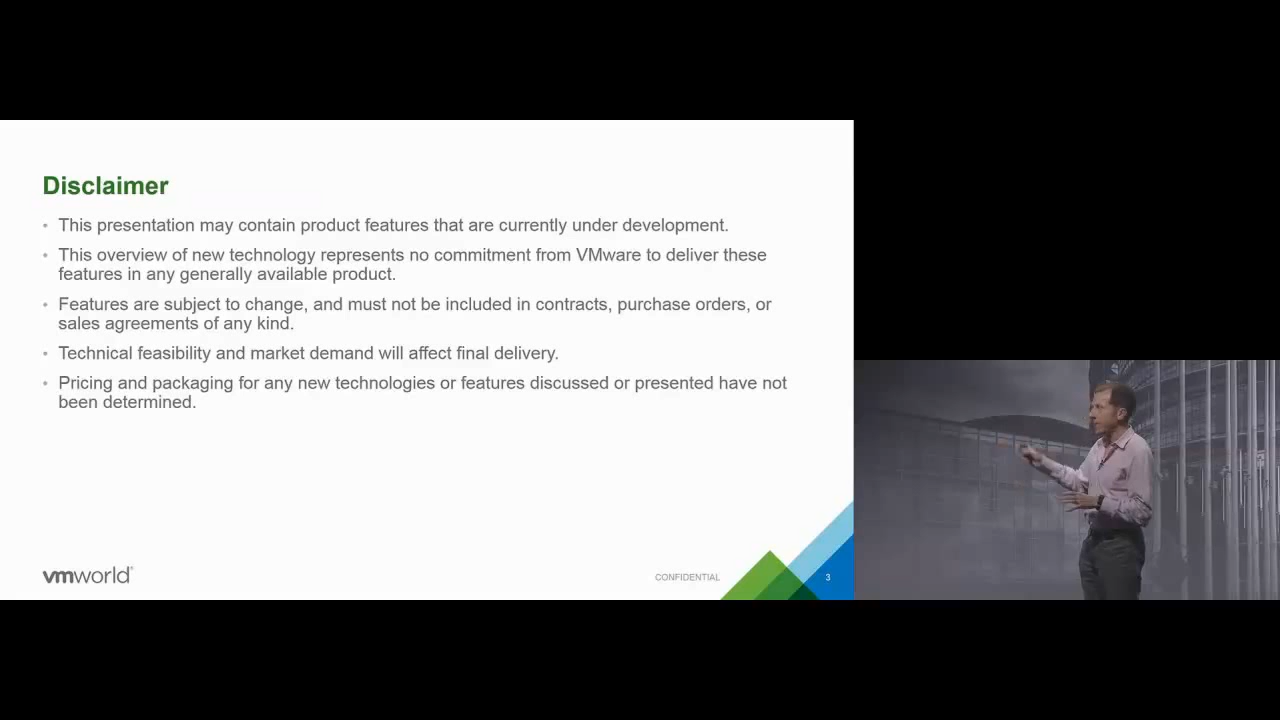 Disclaimer
• This presentation may contain product features that are currently under development.
• This overview of new technology represents no commitment from VMware to deliver these
features in any generally available product.
• Features are subject to change, and must not be included in contracts, purchase orders, or
sales agreements of any kind.
• Technical feasibility and market demand will affect final delivery.
• Pricing and packaging for any new technologies or features discussed or presented have not
been determined.
vmworld®
CONFIDENTIAL
3